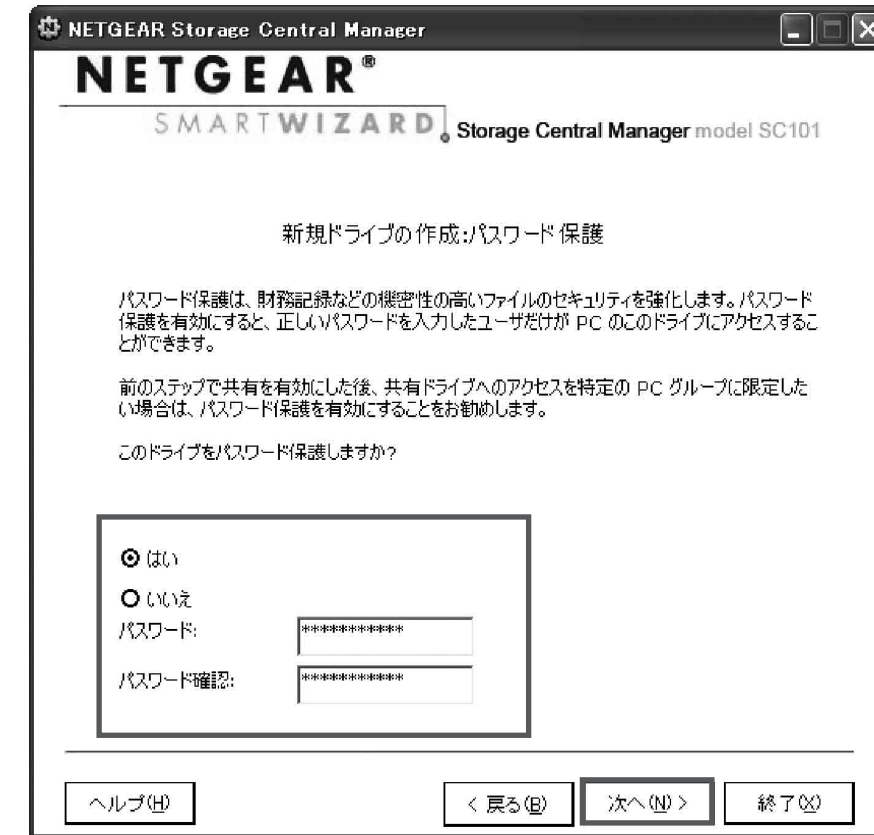 NETGEAR Storage Central Manager
NETGEAR®
SMARTWIZARD Storage Central Manager model SC101
新規ドライブの作成:パスワード保護
パスワード保護は、財務記録などの機密性の高いファイルのセキュリティを強化します。パスワード
保護を有効にすると、正しいパスワードを入力したユーザだけが PC のこのドライブにアクセスするこ
とができます。
前のステップで共有を有効にした後、共有ドライブへのアクセスを特定の PC グループに限定した
い場合は、パスワード保護を有効にすることをお勧めします。
このドライブをパスワード保護しますか?
はい
いいえ
パスワード: ***********
パスワード確認: ***********
ヘルプ(H) < 戻る(B) 次へ(N) > 終了(X)